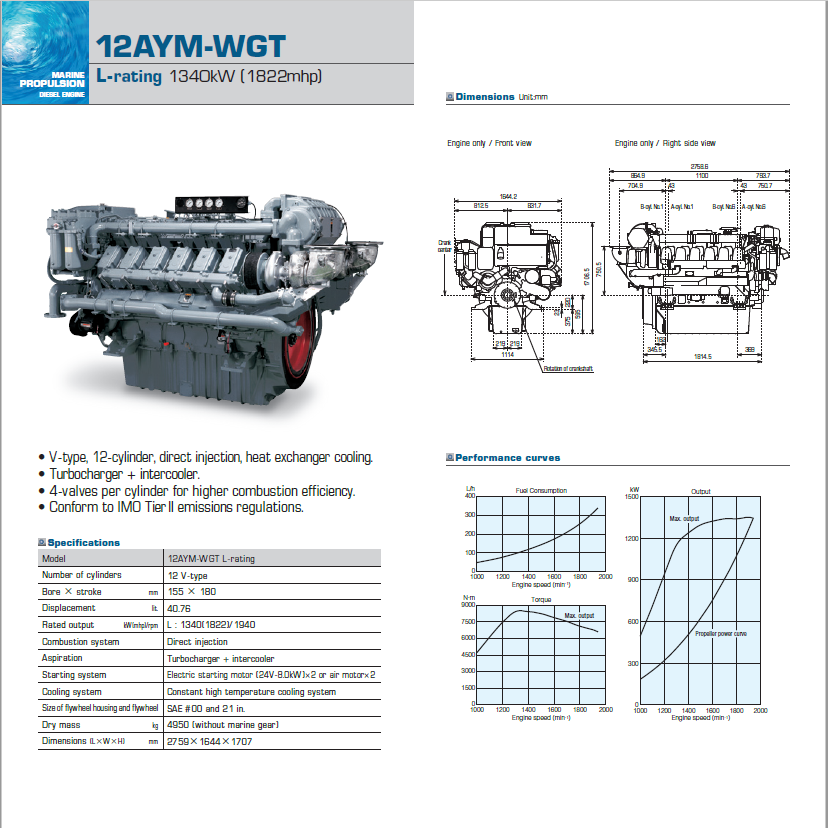 12AYM-WGT
L-rating 1340kW (1822mhp)
MARINE
PROPULSION
DIESEL ENGINE
• V-type, 12-cylinder, direct injection, heat exchanger cooling.
• Turbocharger + intercooler.
• 4-valves per cylinder for higher combustion efficiency.
• Conform to IMO Tier II emissions regulations.
Specifications
Model 12AYM-WGT L-rating
Number of cylinders 12 V-type
Bore × stroke mm 155 × 180
Displacement lit. 40.76
Rated output kW(mhp)/rpm L : 1340(1822)/1940
Combustion system Direct injection
Aspiration Turbocharger + intercooler
Starting system Electric starting motor (24V-8.0kW)×2 or air motor×2
Cooling system Constant high temperature cooling system
Size of flywheel housing and flywheel SAE #00 and 21 in.
Dry mass kg 4950 (without marine gear)
Dimensions (L×W×H) mm 2759×1644×1707
Dimensions Unit:mm
Engine only / Front view
1644.2
812.5 831.7
Crank
center
1706.5
220
22
375
595
219 219
1114
Rotation of crankshaft
Engine only / Right side view
2758.6
864.9 1100 793.7
704.9 43 43 750.7
B-cyl. No.1 A-cyl. No.1 B-cyl. No.6 A-cyl. No.6
750.5
345.5 369
1814.5
Performance curves
Fuel Consumption
L/h
400
300
200
100
0
1000 1200 1400 1600 1800 2000
Engine speed (min⁻¹)
Torque
N·m
9000
7500
6000
4500
3000
1500
0
Max. output
1000 1200 1400 1600 1800 2000
Engine speed (min⁻¹)
Output
kW
1500
1200
900
600
300
0
Max. output
Propeller power curve
1000 1200 1400 1600 1800 2000
Engine speed (min⁻¹)